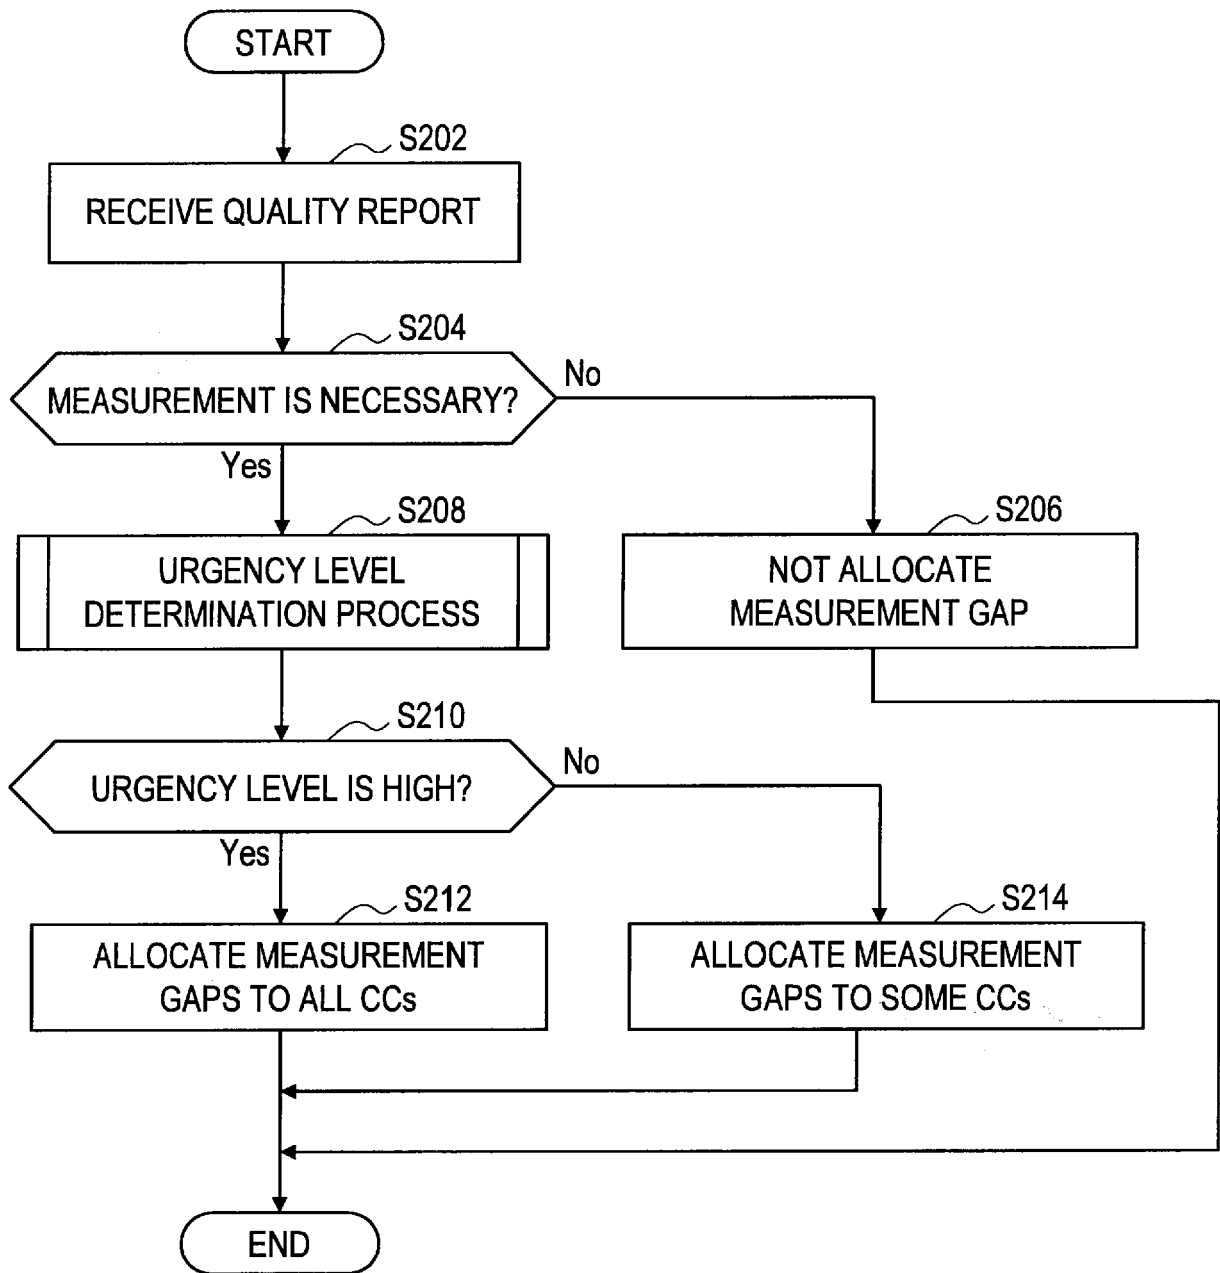 START
S202
RECEIVE QUALITY REPORT
S204
MEASUREMENT IS NECESSARY?
No
Yes
S208
URGENCY LEVEL
DETERMINATION PROCESS
S206
NOT ALLOCATE
MEASUREMENT GAP
S210
URGENCY LEVEL IS HIGH?
No
Yes
S212
ALLOCATE MEASUREMENT
GAPS TO ALL CCs
S214
ALLOCATE MEASUREMENT
GAPS TO SOME CCs
END